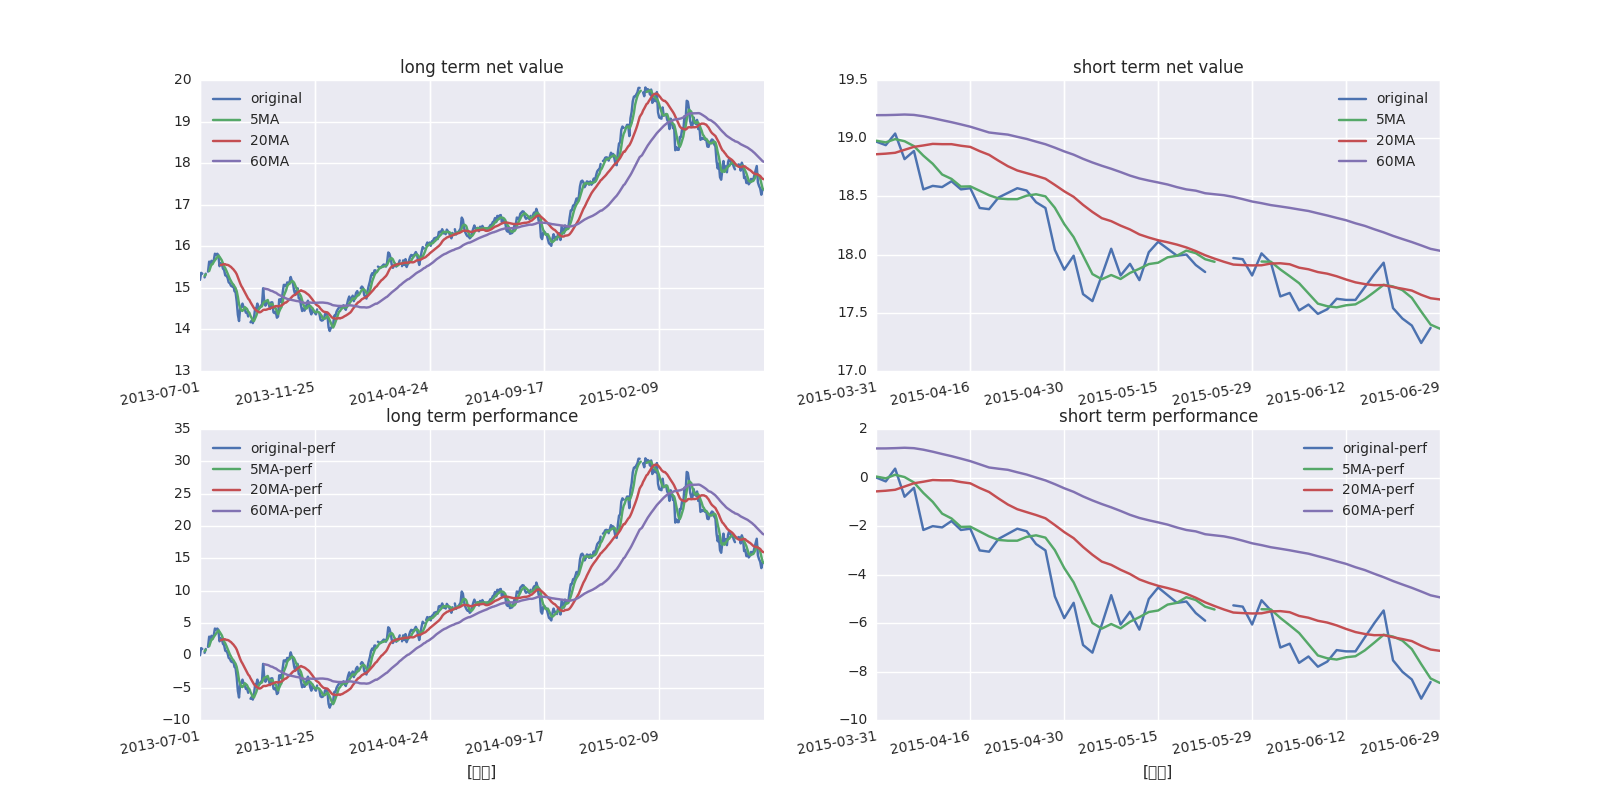 long term net value
20
19
18
17
16
15
14
13
original
5MA
20MA
60MA
2013-07-01
2013-11-25
2014-04-24
2014-09-17
2015-02-09
short term net value
19.5
19.0
18.5
18.0
17.5
17.0
original
5MA
20MA
60MA
2015-03-31
2015-04-16
2015-04-30
2015-05-15
2015-05-29
2015-06-12
2015-06-29
long term performance
35
30
25
20
15
10
5
0
−5
−10
original-perf
5MA-perf
20MA-perf
60MA-perf
2013-07-01
2013-11-25
2014-04-24
2014-09-17
2015-02-09
short term performance
2
0
−2
−4
−6
−8
−10
original-perf
5MA-perf
20MA-perf
60MA-perf
2015-03-31
2015-04-16
2015-04-30
2015-05-15
2015-05-29
2015-06-12
2015-06-29